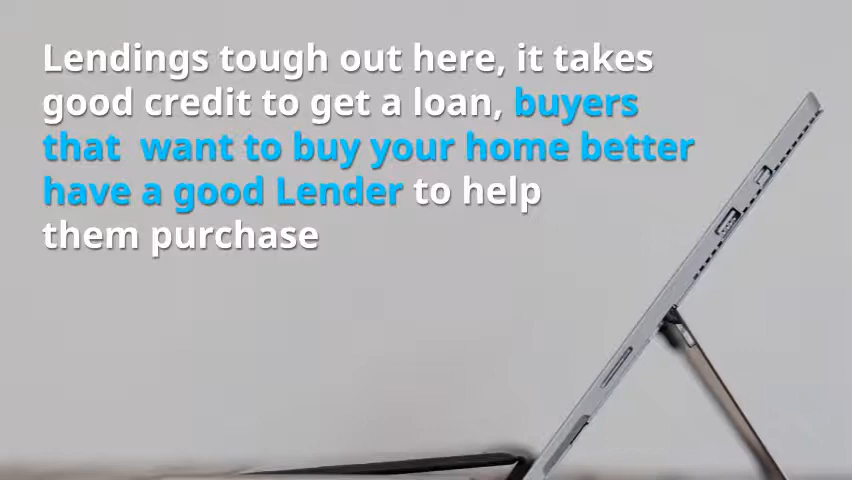 Lendings tough out here, it takes
good credit to get a loan, buyers
that  want to buy your home better
have a good Lender to help
them purchase